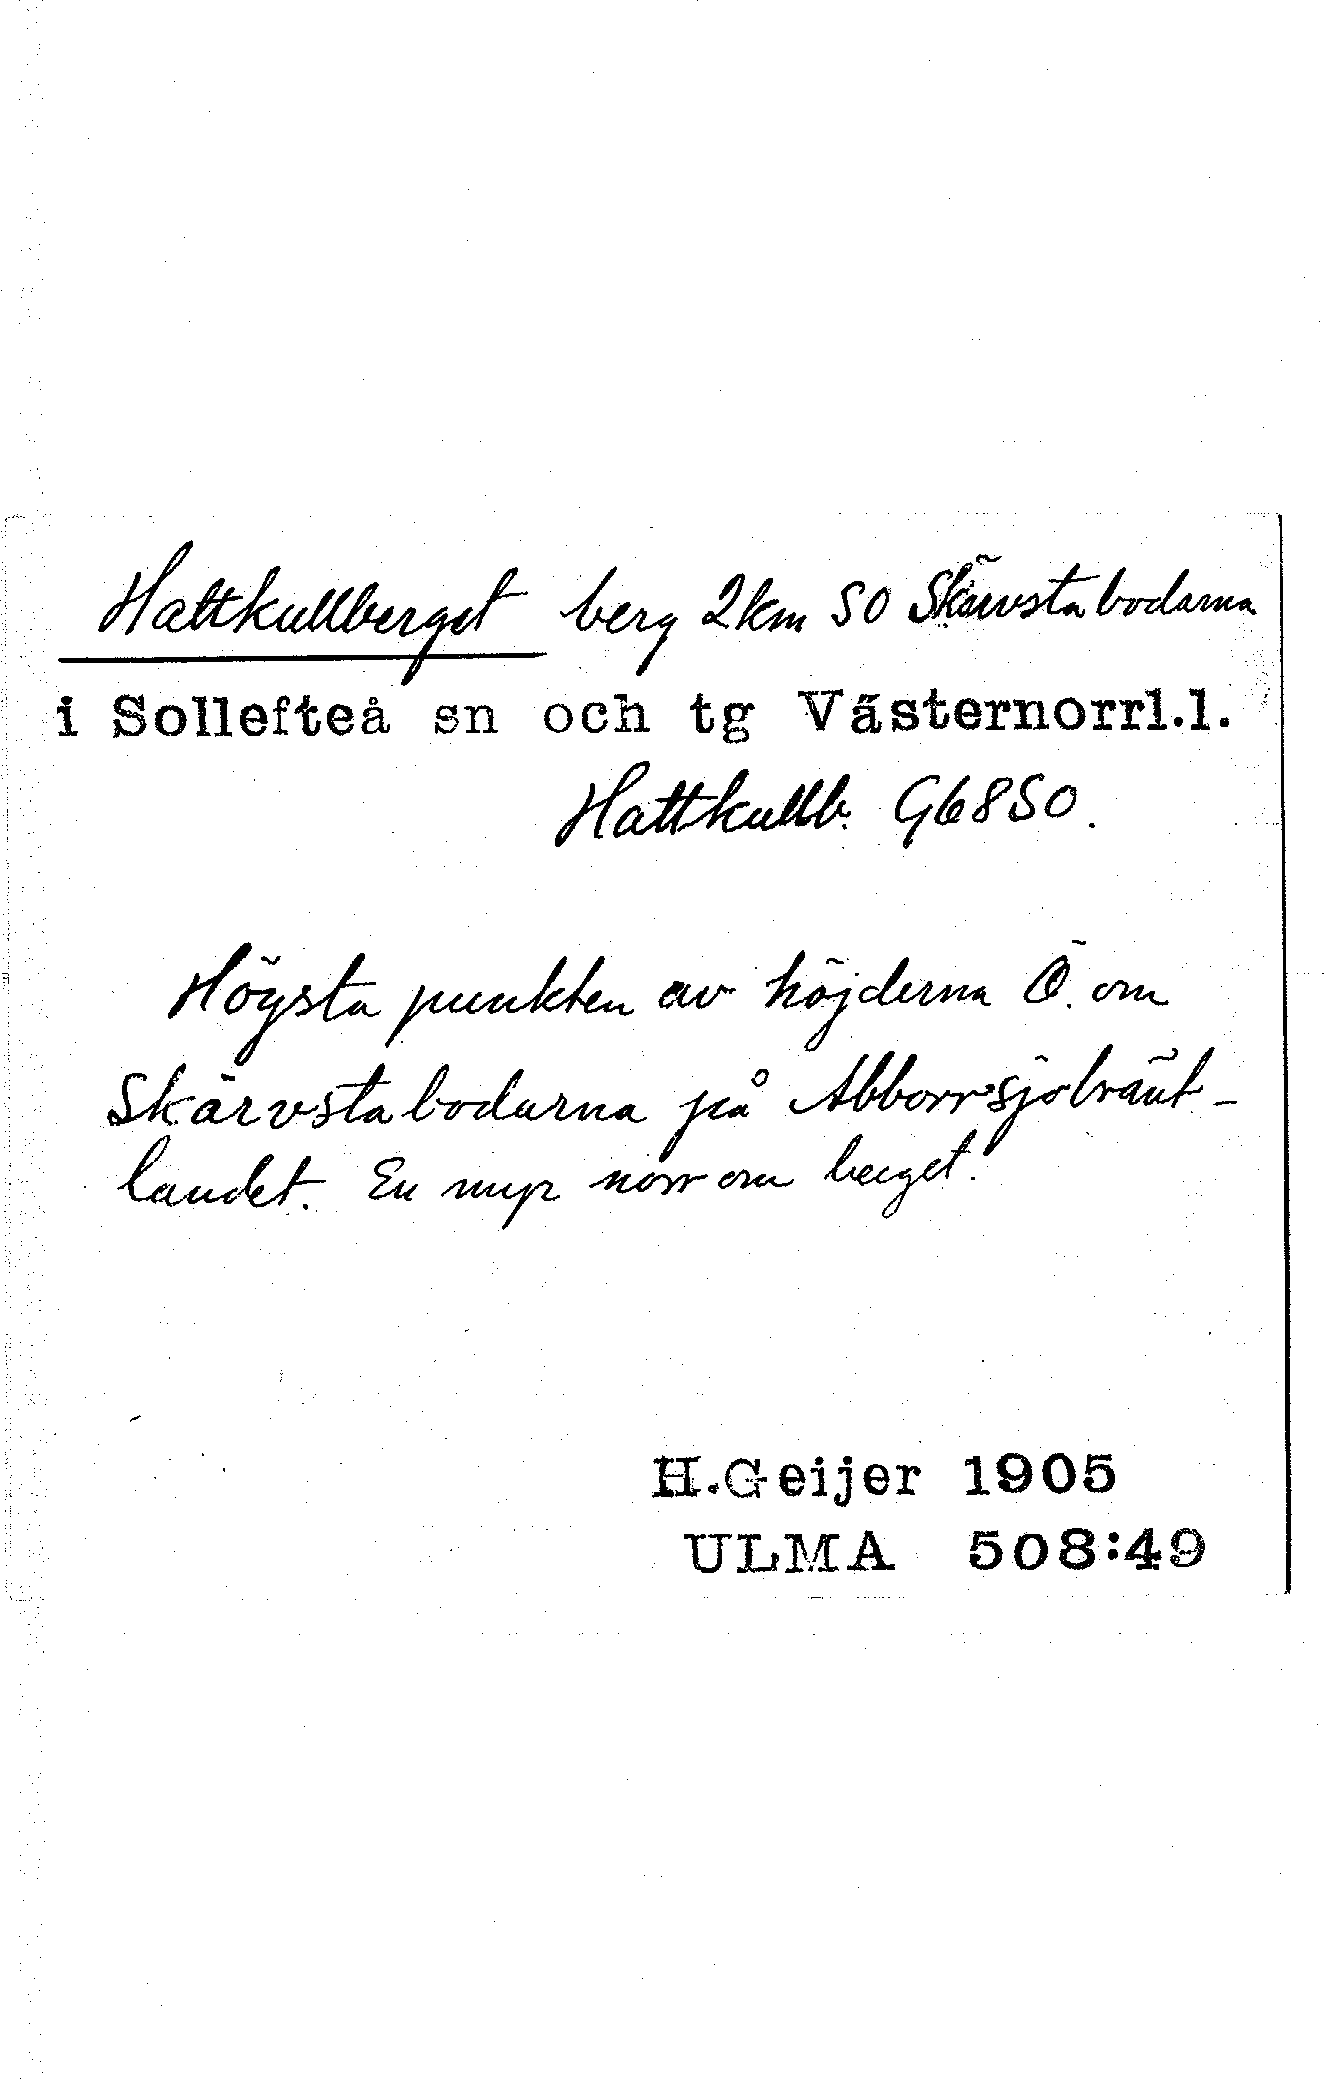 Hattkullberget berg 2km SO Skärvstabodarna
i Sollefteå sn och tg Västernorrl.l.
Hattkullb. G68SO.
Högsta punkten av höjderna Ö. om
Skärvstabodarna på Abborrsjöbränt-
landet. En myr norr om berget.
H.Geijer 1905
ULMA 508:49